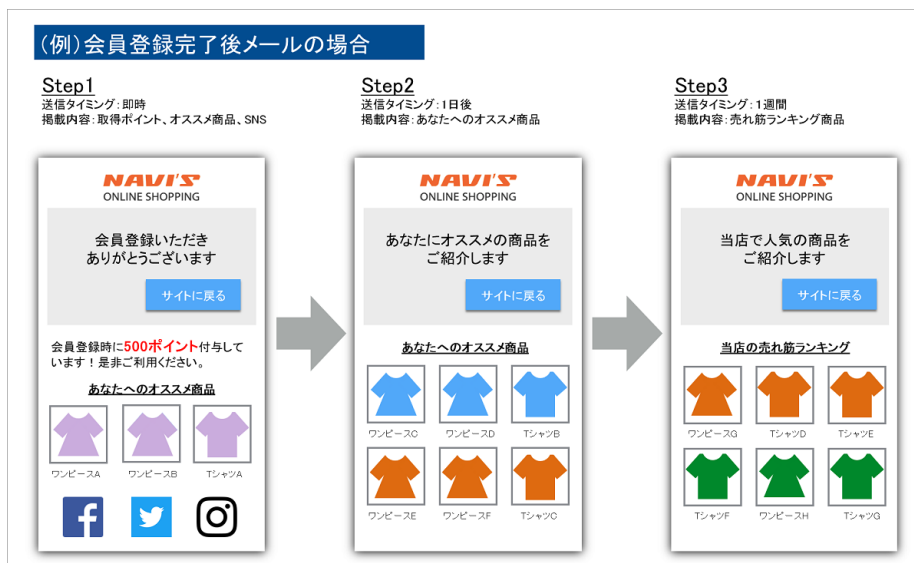 (例)会員登録完了後メールの場合
Step1
送信タイミング:即時
掲載内容:取得ポイント、オススメ商品、SNS
Step2
送信タイミング:1日後
掲載内容:あなたへのオススメ商品
Step3
送信タイミング:1週間
掲載内容:売れ筋ランキング商品
NAVI'S
ONLINE SHOPPING
会員登録いただき
ありがとうございます
サイトに戻る
会員登録時に500ポイント付与して
います!是非ご利用ください。
あなたへのオススメ商品
ワンピースA ワンピースB TシャツA
NAVI'S
ONLINE SHOPPING
あなたにオススメの商品を
ご紹介します
サイトに戻る
あなたへのオススメ商品
ワンピースC ワンピースD TシャツB
ワンピースE ワンピースF TシャツC
NAVI'S
ONLINE SHOPPING
当店で人気の商品を
ご紹介します
サイトに戻る
当店の売れ筋ランキング
ワンピースG TシャツD TシャツE
TシャツF ワンピースH TシャツG